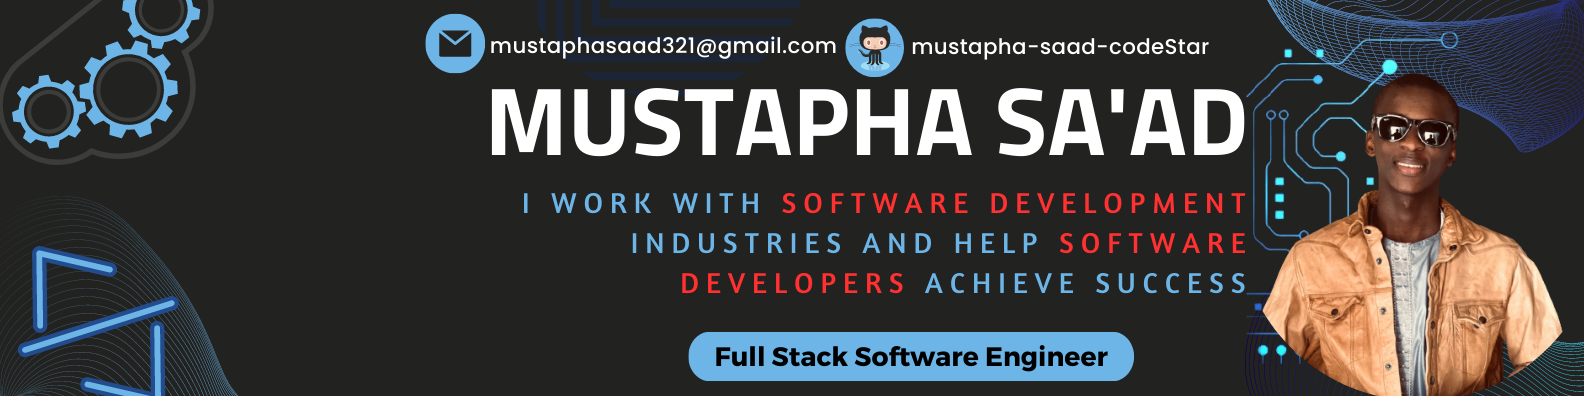 mustaphasaad321@gmail.com mustapha-saad-codeStar
MUSTAPHA SA'AD
I WORK WITH SOFTWARE DEVELOPMENT
INDUSTRIES AND HELP SOFTWARE
DEVELOPERS ACHIEVE SUCCESS
Full Stack Software Engineer